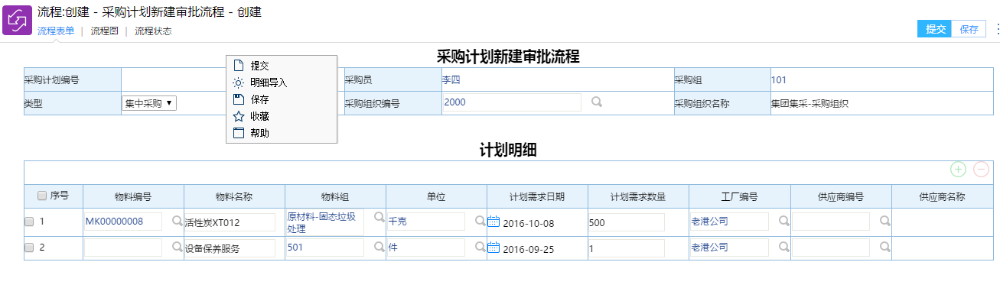 流程:创建 - 采购计划新建审批流程 - 创建
流程表单 | 流程图 | 流程状态
提交 保存
采购计划新建审批流程
采购计划编号 采购员 李四 采购组 101
类型 集中采购 采购组织编号 2000 采购组织名称 集团集采-采购组织
提交
明细导入
保存
收藏
帮助
计划明细
序号 物料编号 物料名称 物料组 单位 计划需求日期 计划需求数量 工厂编号 供应商编号 供应商名称
1 MK00000008 活性炭XT012 原材料-固态垃圾处理 千克 2016-10-08 500 老港公司
2 设备保养服务 501 件 2016-09-25 1 老港公司